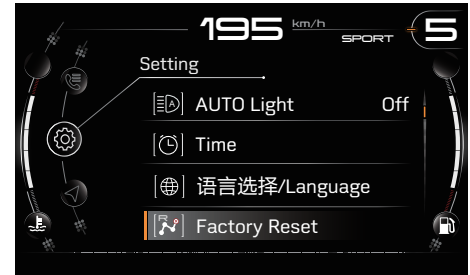 195 km/h SPORT 5
Setting
AUTO Light Off
Time
语言选择/Language
Factory Reset